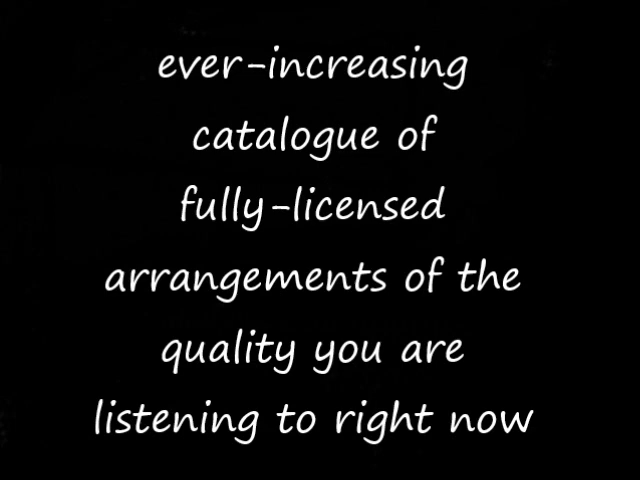 ever-increasing
catalogue of
fully-licensed
arrangements of the
quality you are
listening to right now